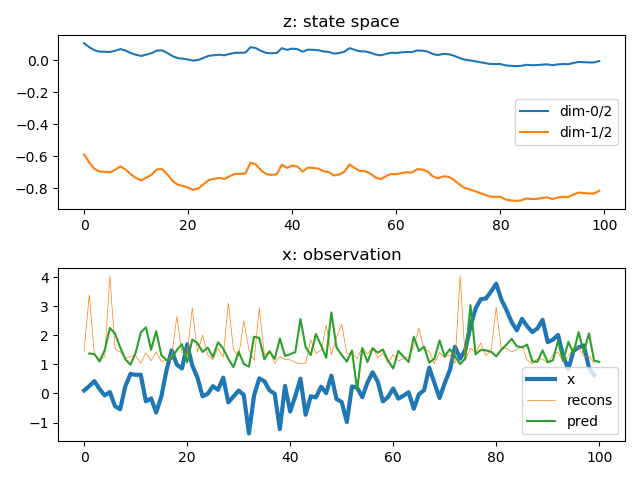 z: state space
0.0
−0.2
−0.4
−0.6
−0.8
dim-0/2
dim-1/2
0 20 40 60 80 100
x: observation
4
3
2
1
0
−1
x
recons
pred
0 20 40 60 80 100